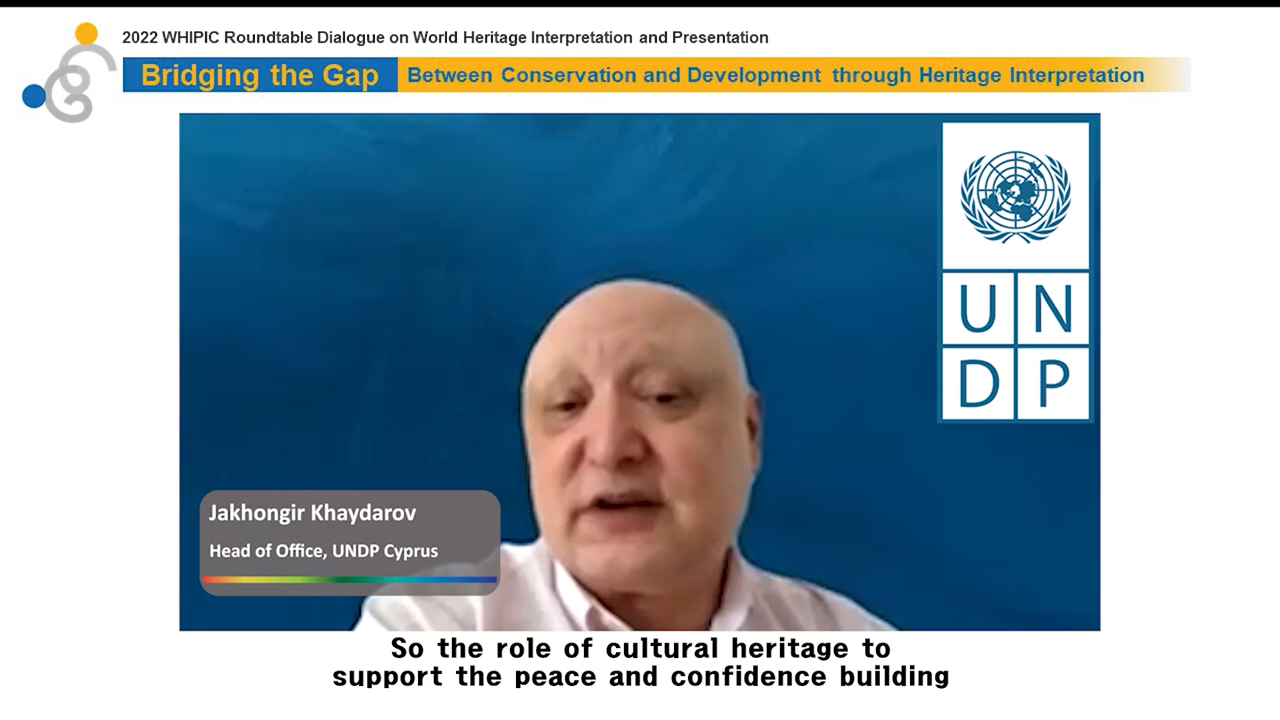 2022 WHIPIC Roundtable Dialogue on World Heritage Interpretation and Presentation
Bridging the Gap Between Conservation and Development through Heritage Interpretation
UN
DP
Jakhongir Khaydarov
Head of Office, UNDP Cyprus
So the role of cultural heritage to
support the peace and confidence building